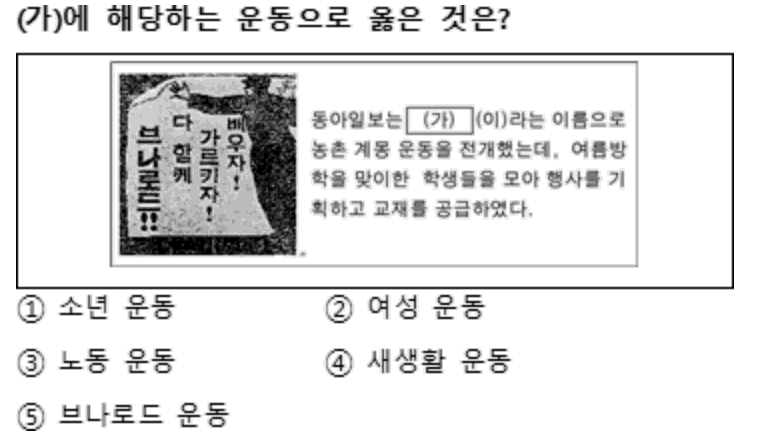 (가)에 해당하는 운동으로 옳은 것은?
배우자!
가르키자!
다 함께
브나로드!!
동아일보는 (가) (이)라는 이름으로
농촌 계몽 운동을 전개했는데, 여름방
학을 맞이한 학생들을 모아 행사를 기
획하고 교재를 공급하였다.
① 소년 운동 ② 여성 운동
③ 노동 운동 ④ 새생활 운동
⑤ 브나로드 운동